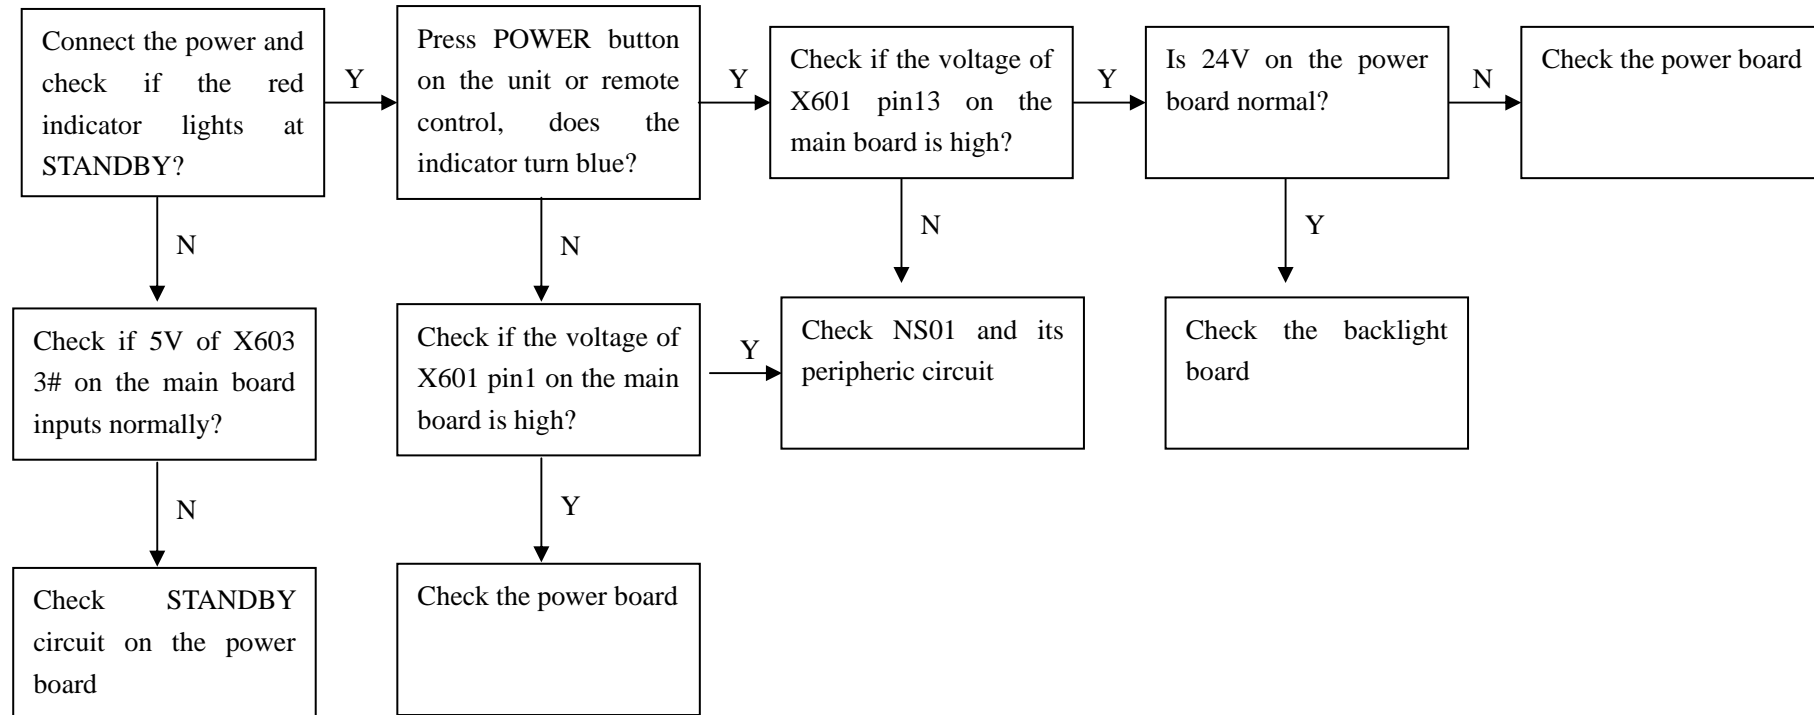 Connect the power and
check if the red
indicator lights at
STANDBY?
Y
Press POWER button
on the unit or remote
control, does the
indicator turn blue?
Y
Check if the voltage of
X601 pin13 on the
main board is high?
Y
Is 24V on the power
board normal?
N
Check the power board
N
N
N
Y
Check if 5V of X603
3# on the main board
inputs normally?
Check if the voltage of
X601 pin1 on the main
board is high?
Y
Check NS01 and its
peripheric circuit
Check the backlight
board
N
Y
Check STANDBY
circuit on the power
board
Check the power board